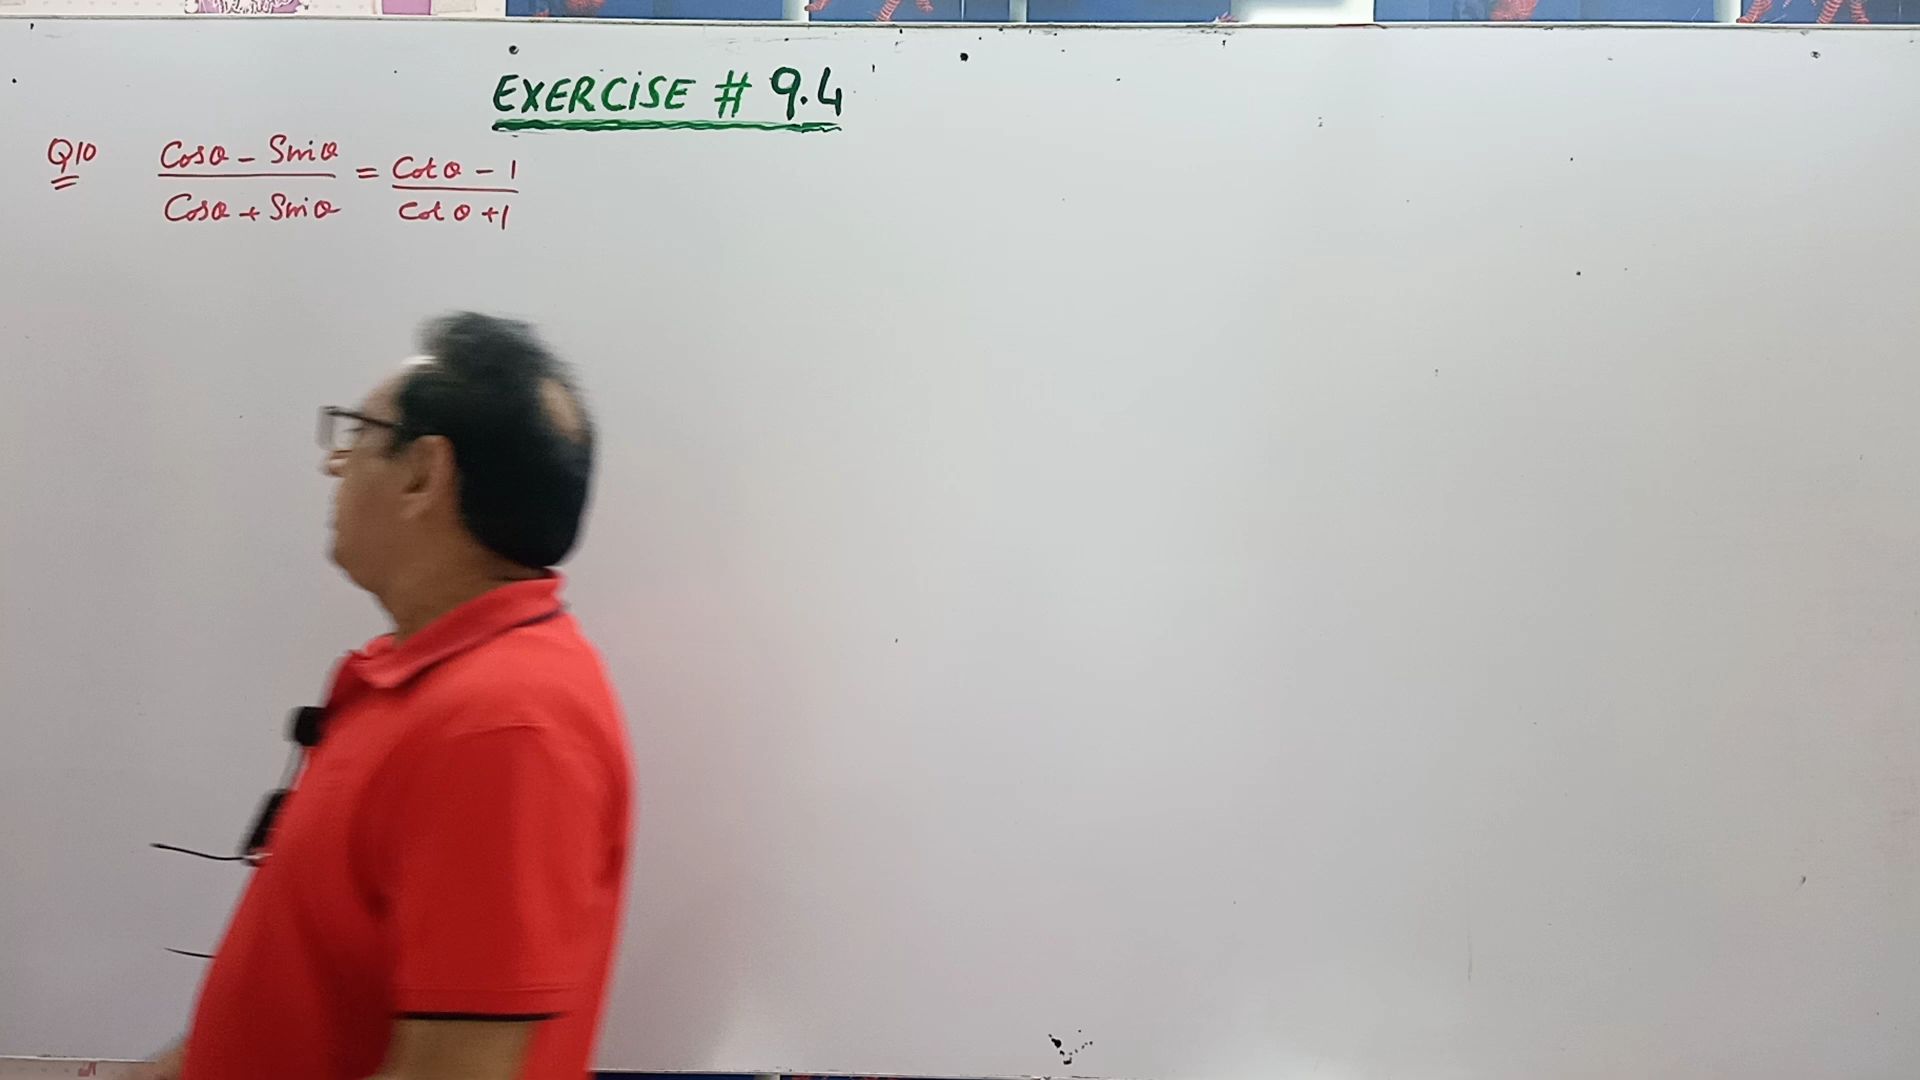 EXERCISE # 9.4
Q10 Cosθ - Sinθ / Cosθ + Sinθ = Cotθ - 1 / Cotθ + 1